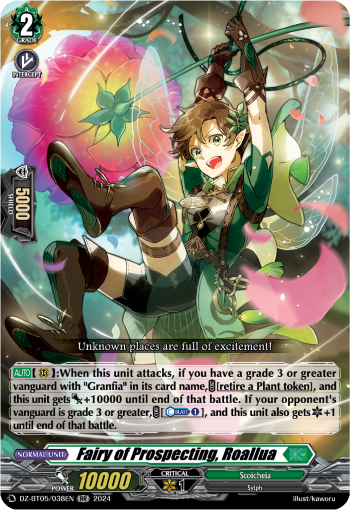 2
GRADE
INTERCEPT
5000
SHIELD
Unknown places are full of excitement!
AUTO [R]:When this unit attacks, if you have a grade 3 or greater
vanguard with "Granfia" in its card name, [retire a Plant token], and
this unit gets +10000 until end of that battle. If your opponent's
vanguard is grade 3 or greater, [BLAST 1], and this unit also gets +1
until end of that battle.
NORMAL UNIT
Fairy of Prospecting, Roallua
POWER
10000
CRITICAL
1
Stoicheia
Sylph
DZ-BT05/038EN RR 2024
illust/kaworu